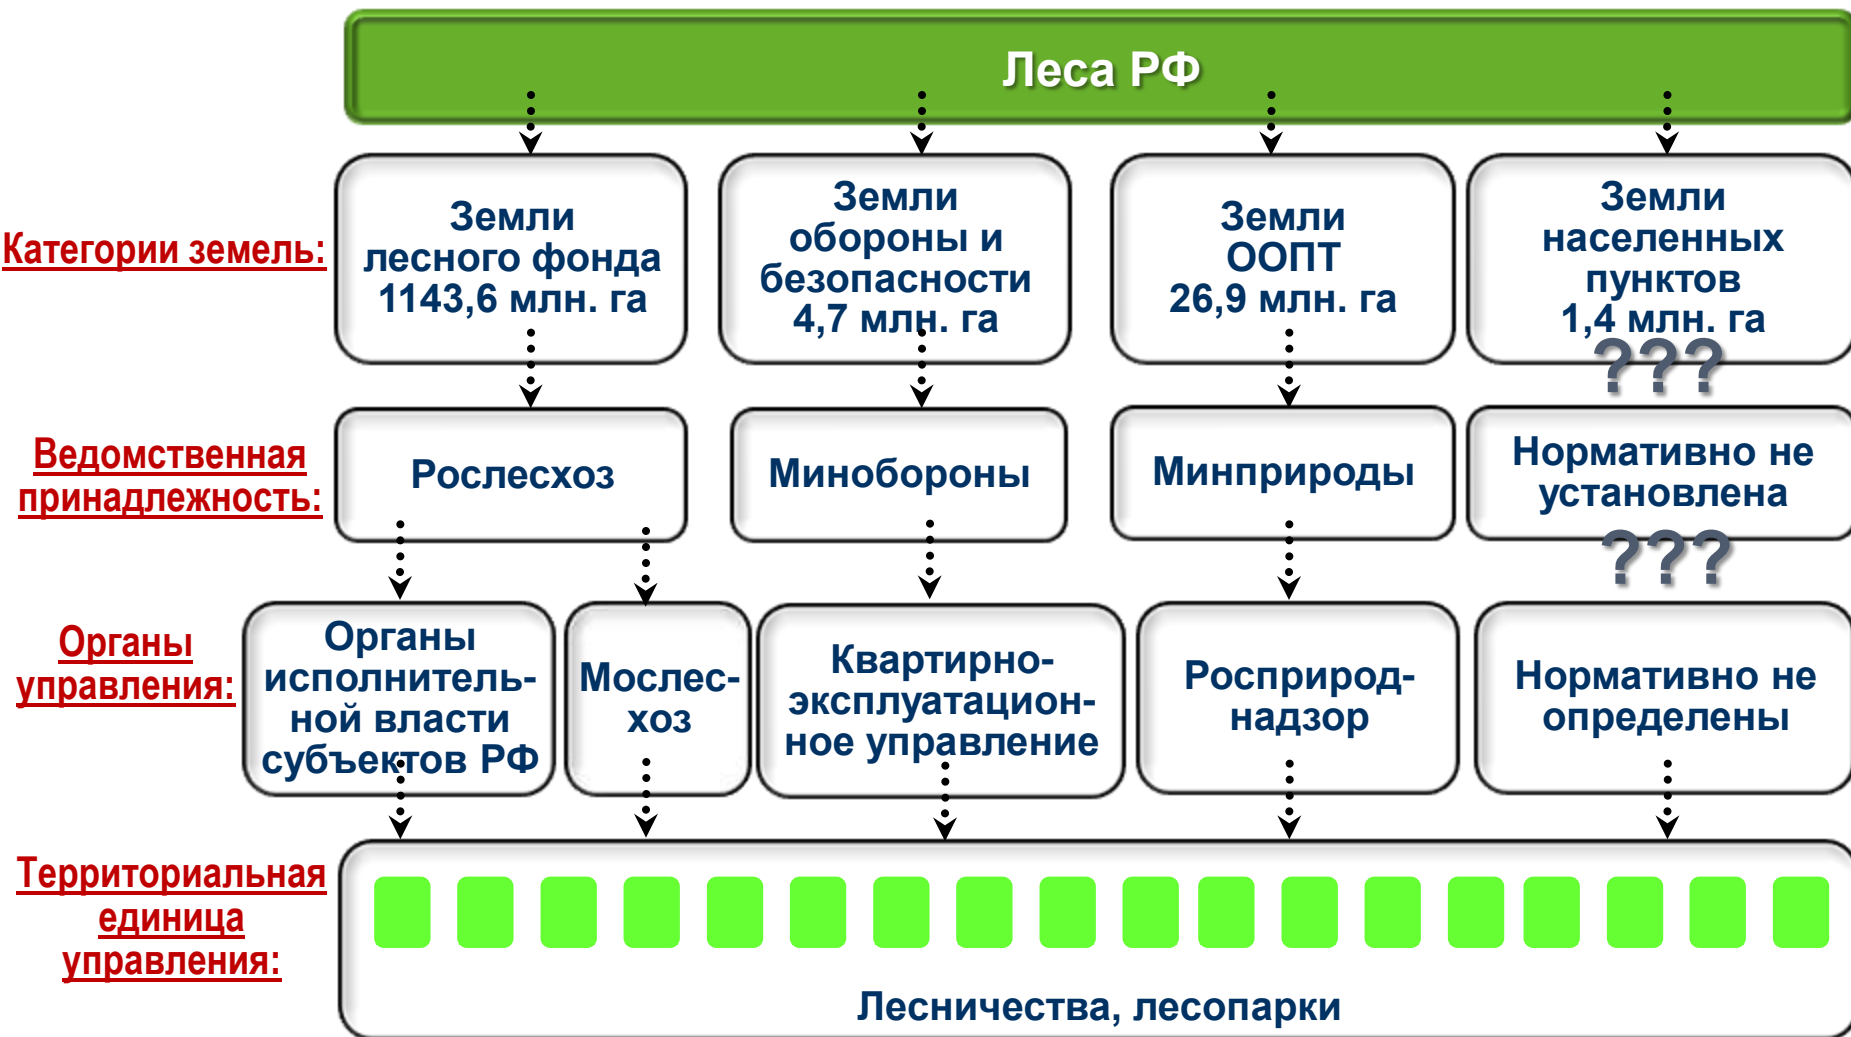 Леса РФ
Категории земель:
Земли
лесного фонда
1143,6 млн. га
Земли
обороны и
безопасности
4,7 млн. га
Земли
ООПТ
26,9 млн. га
Земли
населенных
пунктов
1,4 млн. га
???
Ведомственная
принадлежность:
Рослесхоз
Минобороны
Минприроды
Нормативно не
установлена
???
Органы
управления:
Органы
исполнитель-
ной власти
субъектов РФ
Мослес-
хоз
Квартирно-
эксплуатацион-
ное управление
Росприрод-
надзор
Нормативно не
определены
Территориальная
единица
управления:
Лесничества, лесопарки